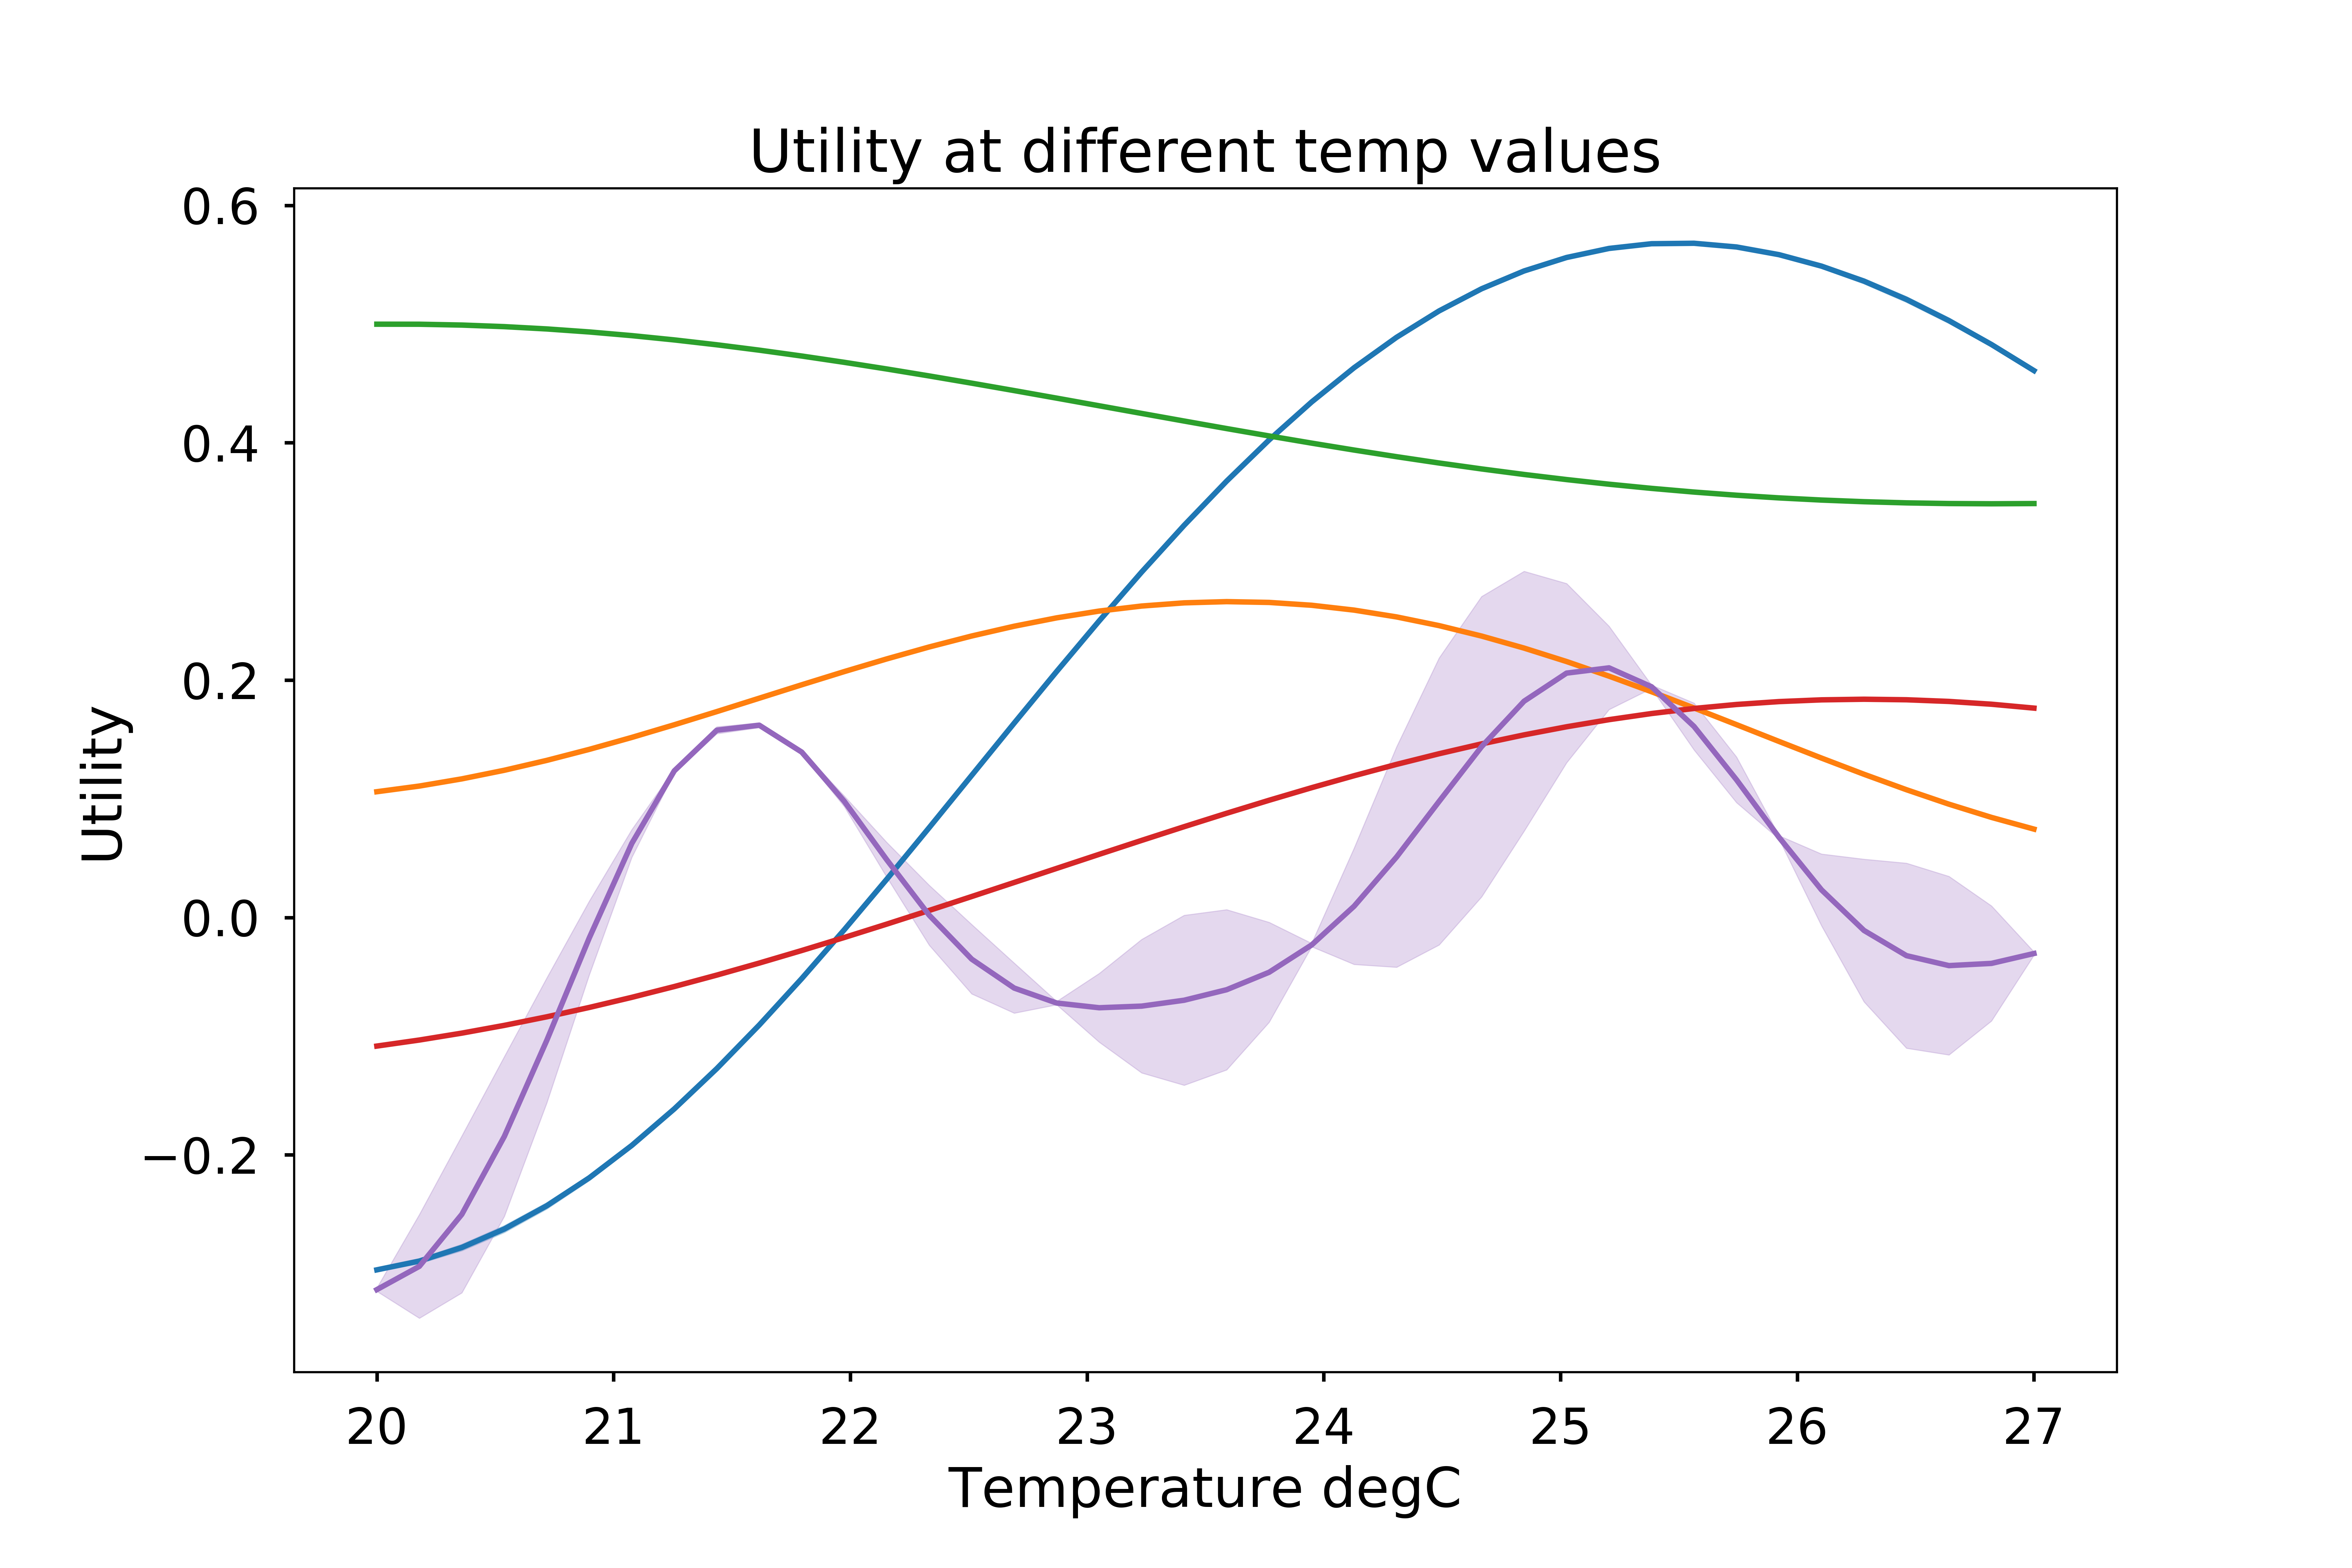 Utility at different temp values
0.6
0.4
0.2
0.0
−0.2
Utility
20 21 22 23 24 25 26 27
Temperature degC